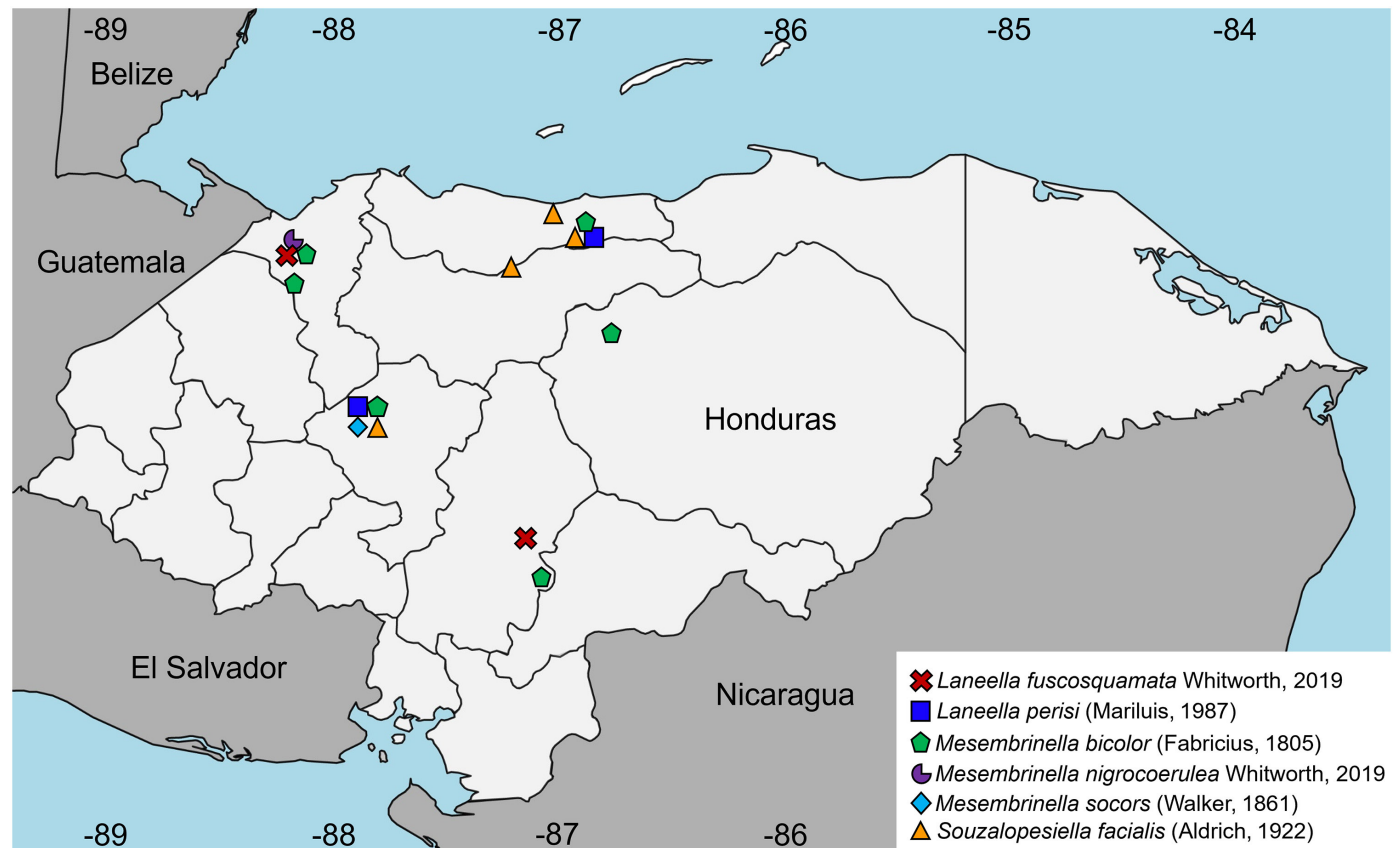 -89 -88 -87 -86 -85 -84
Belize
Guatemala
Honduras
El Salvador
Nicaragua
Laneella fuscosquamata Whitworth, 2019
Laneella perisi (Mariluis, 1987)
Mesembrinella bicolor (Fabricius, 1805)
Mesembrinella nigrocoerulea Whitworth, 2019
Mesembrinella socors (Walker, 1861)
Souzalopesiella facialis (Aldrich, 1922)
-89 -88 -87 -86